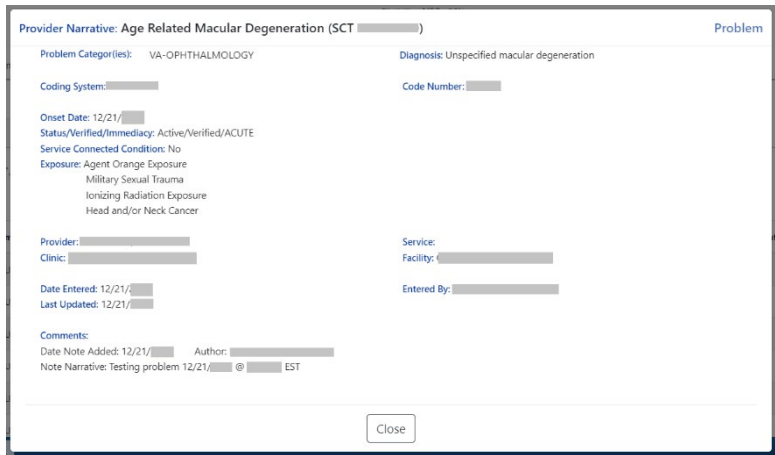 Provider Narrative: Age Related Macular Degeneration (SCT )
Problem
Problem Categor(ies): VA-OPHTHALMOLOGY
Diagnosis: Unspecified macular degeneration
Coding System:
Code Number:
Onset Date: 12/21/
Status/Verified/Immediacy: Active/Verified/ACUTE
Service Connected Condition: No
Exposure: Agent Orange Exposure
Military Sexual Trauma
Ionizing Radiation Exposure
Head and/or Neck Cancer
Provider:
Service:
Clinic:
Facility:
Date Entered: 12/21/
Entered By:
Last Updated: 12/21/
Comments:
Date Note Added: 12/21/ Author:
Note Narrative: Testing problem 12/21/ @ EST
Close